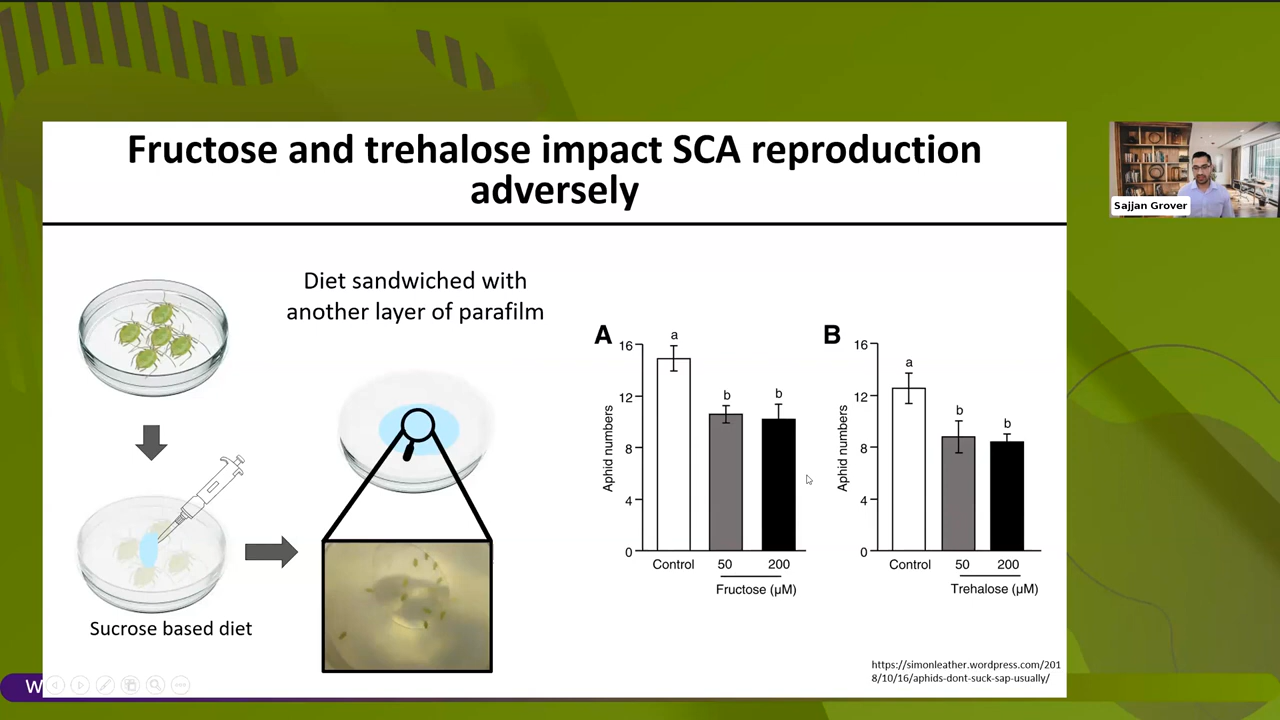 Fructose and trehalose impact SCA reproduction
adversely
Sajjan Grover
Diet sandwiched with
another layer of parafilm
Sucrose based diet
A
16
12
8
4
0
Aphid numbers
a
b
b
Control
50
200
Fructose (µM)
B
16
12
8
4
0
Aphid numbers
a
b
b
Control
50
200
Trehalose (µM)
https://simonleather.wordpress.com/201
8/10/16/aphids-dont-suck-sap-usually/
W